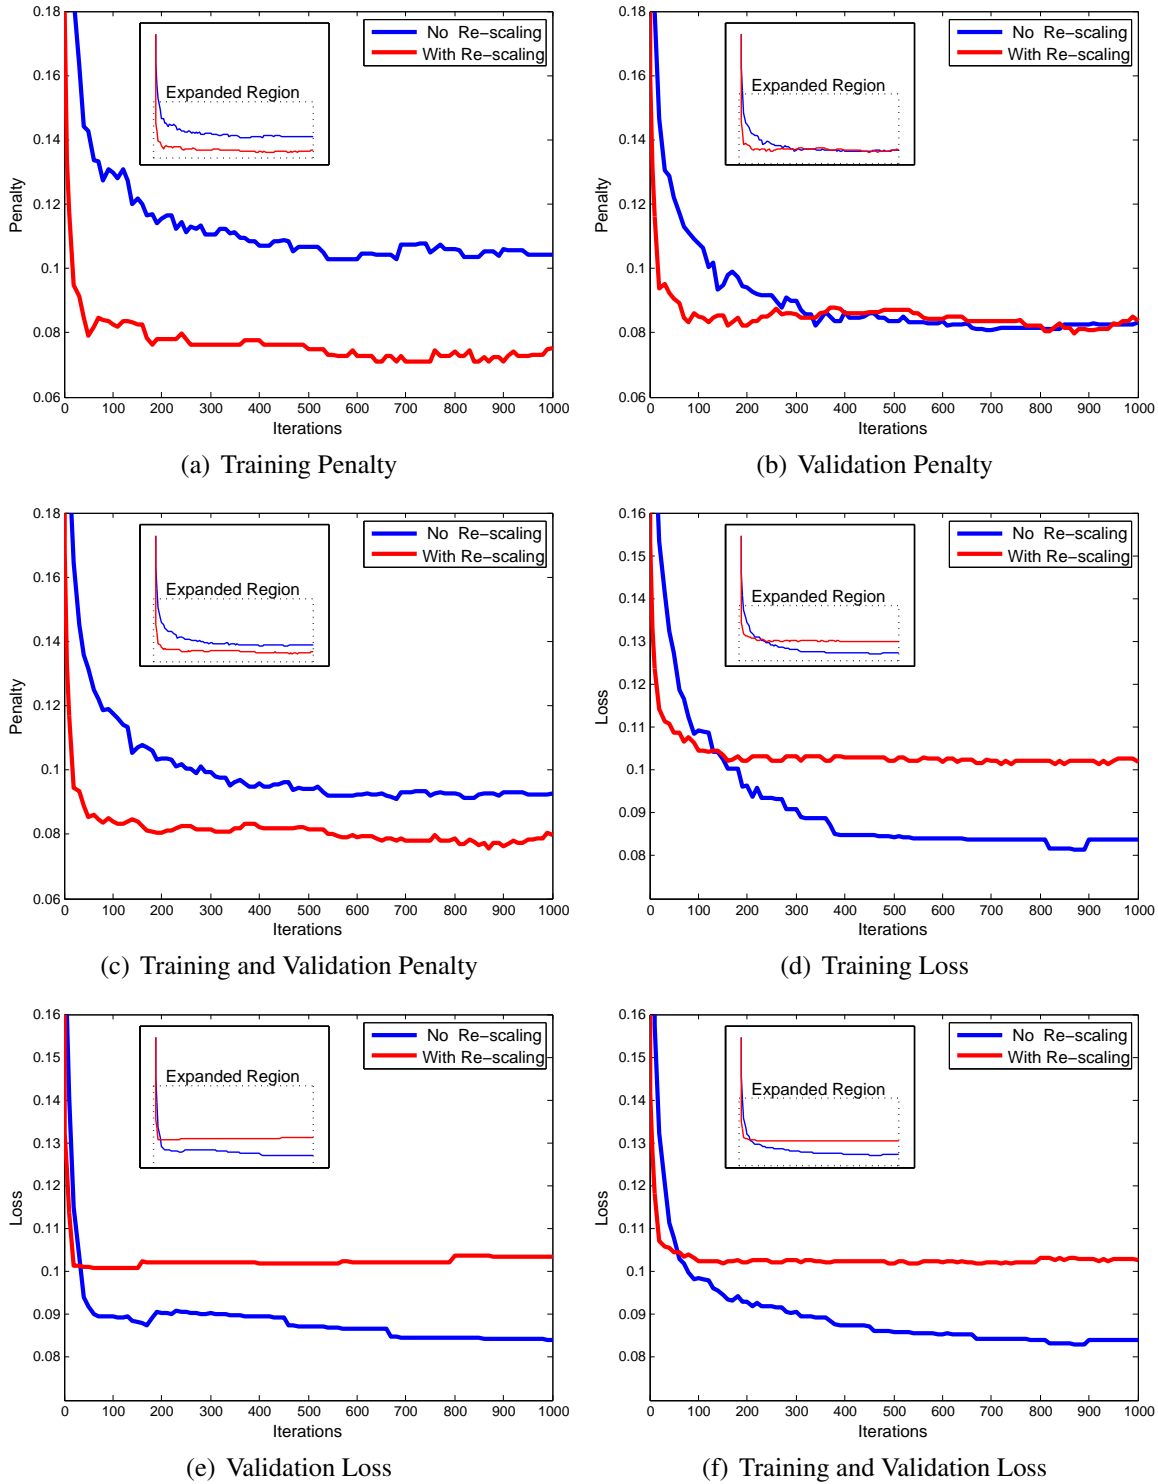 0.18
0.16
0.14
0.12
0.1
0.08
0.06
Penalty
No Re-scaling
With Re-scaling
Expanded Region
0 100 200 300 400 500 600 700 800 900 1000
Iterations
(a) Training Penalty
0.18
0.16
0.14
0.12
0.1
0.08
0.06
Penalty
No Re-scaling
With Re-scaling
Expanded Region
0 100 200 300 400 500 600 700 800 900 1000
Iterations
(b) Validation Penalty
0.18
0.16
0.14
0.12
0.1
0.08
0.06
Penalty
No Re-scaling
With Re-scaling
Expanded Region
0 100 200 300 400 500 600 700 800 900 1000
Iterations
(c) Training and Validation Penalty
0.16
0.15
0.14
0.13
0.12
0.11
0.1
0.09
0.08
Loss
No Re-scaling
With Re-scaling
Expanded Region
0 100 200 300 400 500 600 700 800 900 1000
Iterations
(d) Training Loss
0.16
0.15
0.14
0.13
0.12
0.11
0.1
0.09
0.08
Loss
No Re-scaling
With Re-scaling
Expanded Region
0 100 200 300 400 500 600 700 800 900 1000
Iterations
(e) Validation Loss
0.16
0.15
0.14
0.13
0.12
0.11
0.1
0.09
0.08
Loss
No Re-scaling
With Re-scaling
Expanded Region
0 100 200 300 400 500 600 700 800 900 1000
Iterations
(f) Training and Validation Loss